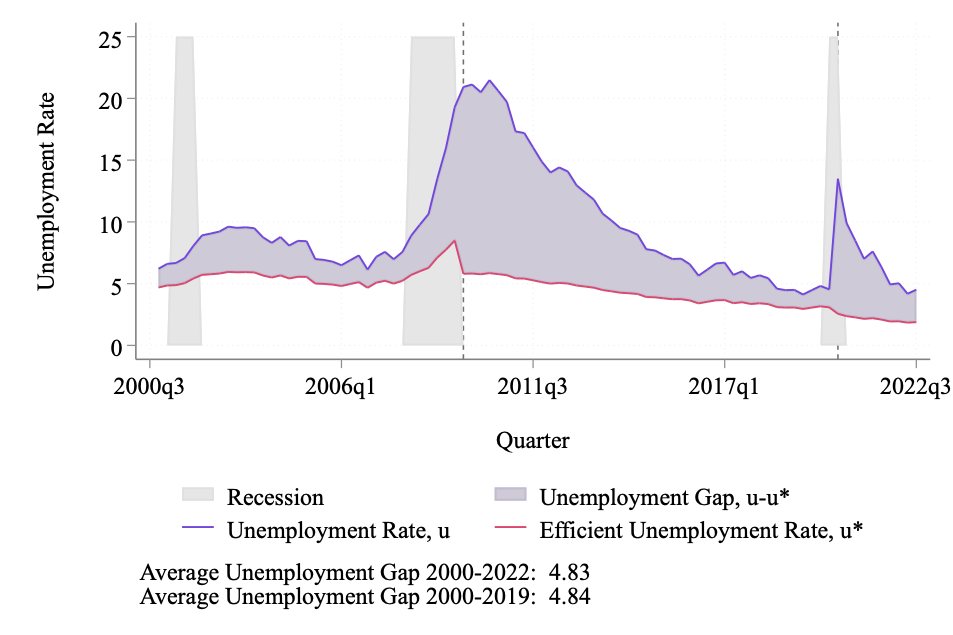 Unemployment Rate
25
20
15
10
5
0
2000q3 2006q1 2011q3 2017q1 2022q3
Quarter
Recession Unemployment Gap, u-u*
Unemployment Rate, u Efficient Unemployment Rate, u*
Average Unemployment Gap 2000-2022: 4.83
Average Unemployment Gap 2000-2019: 4.84